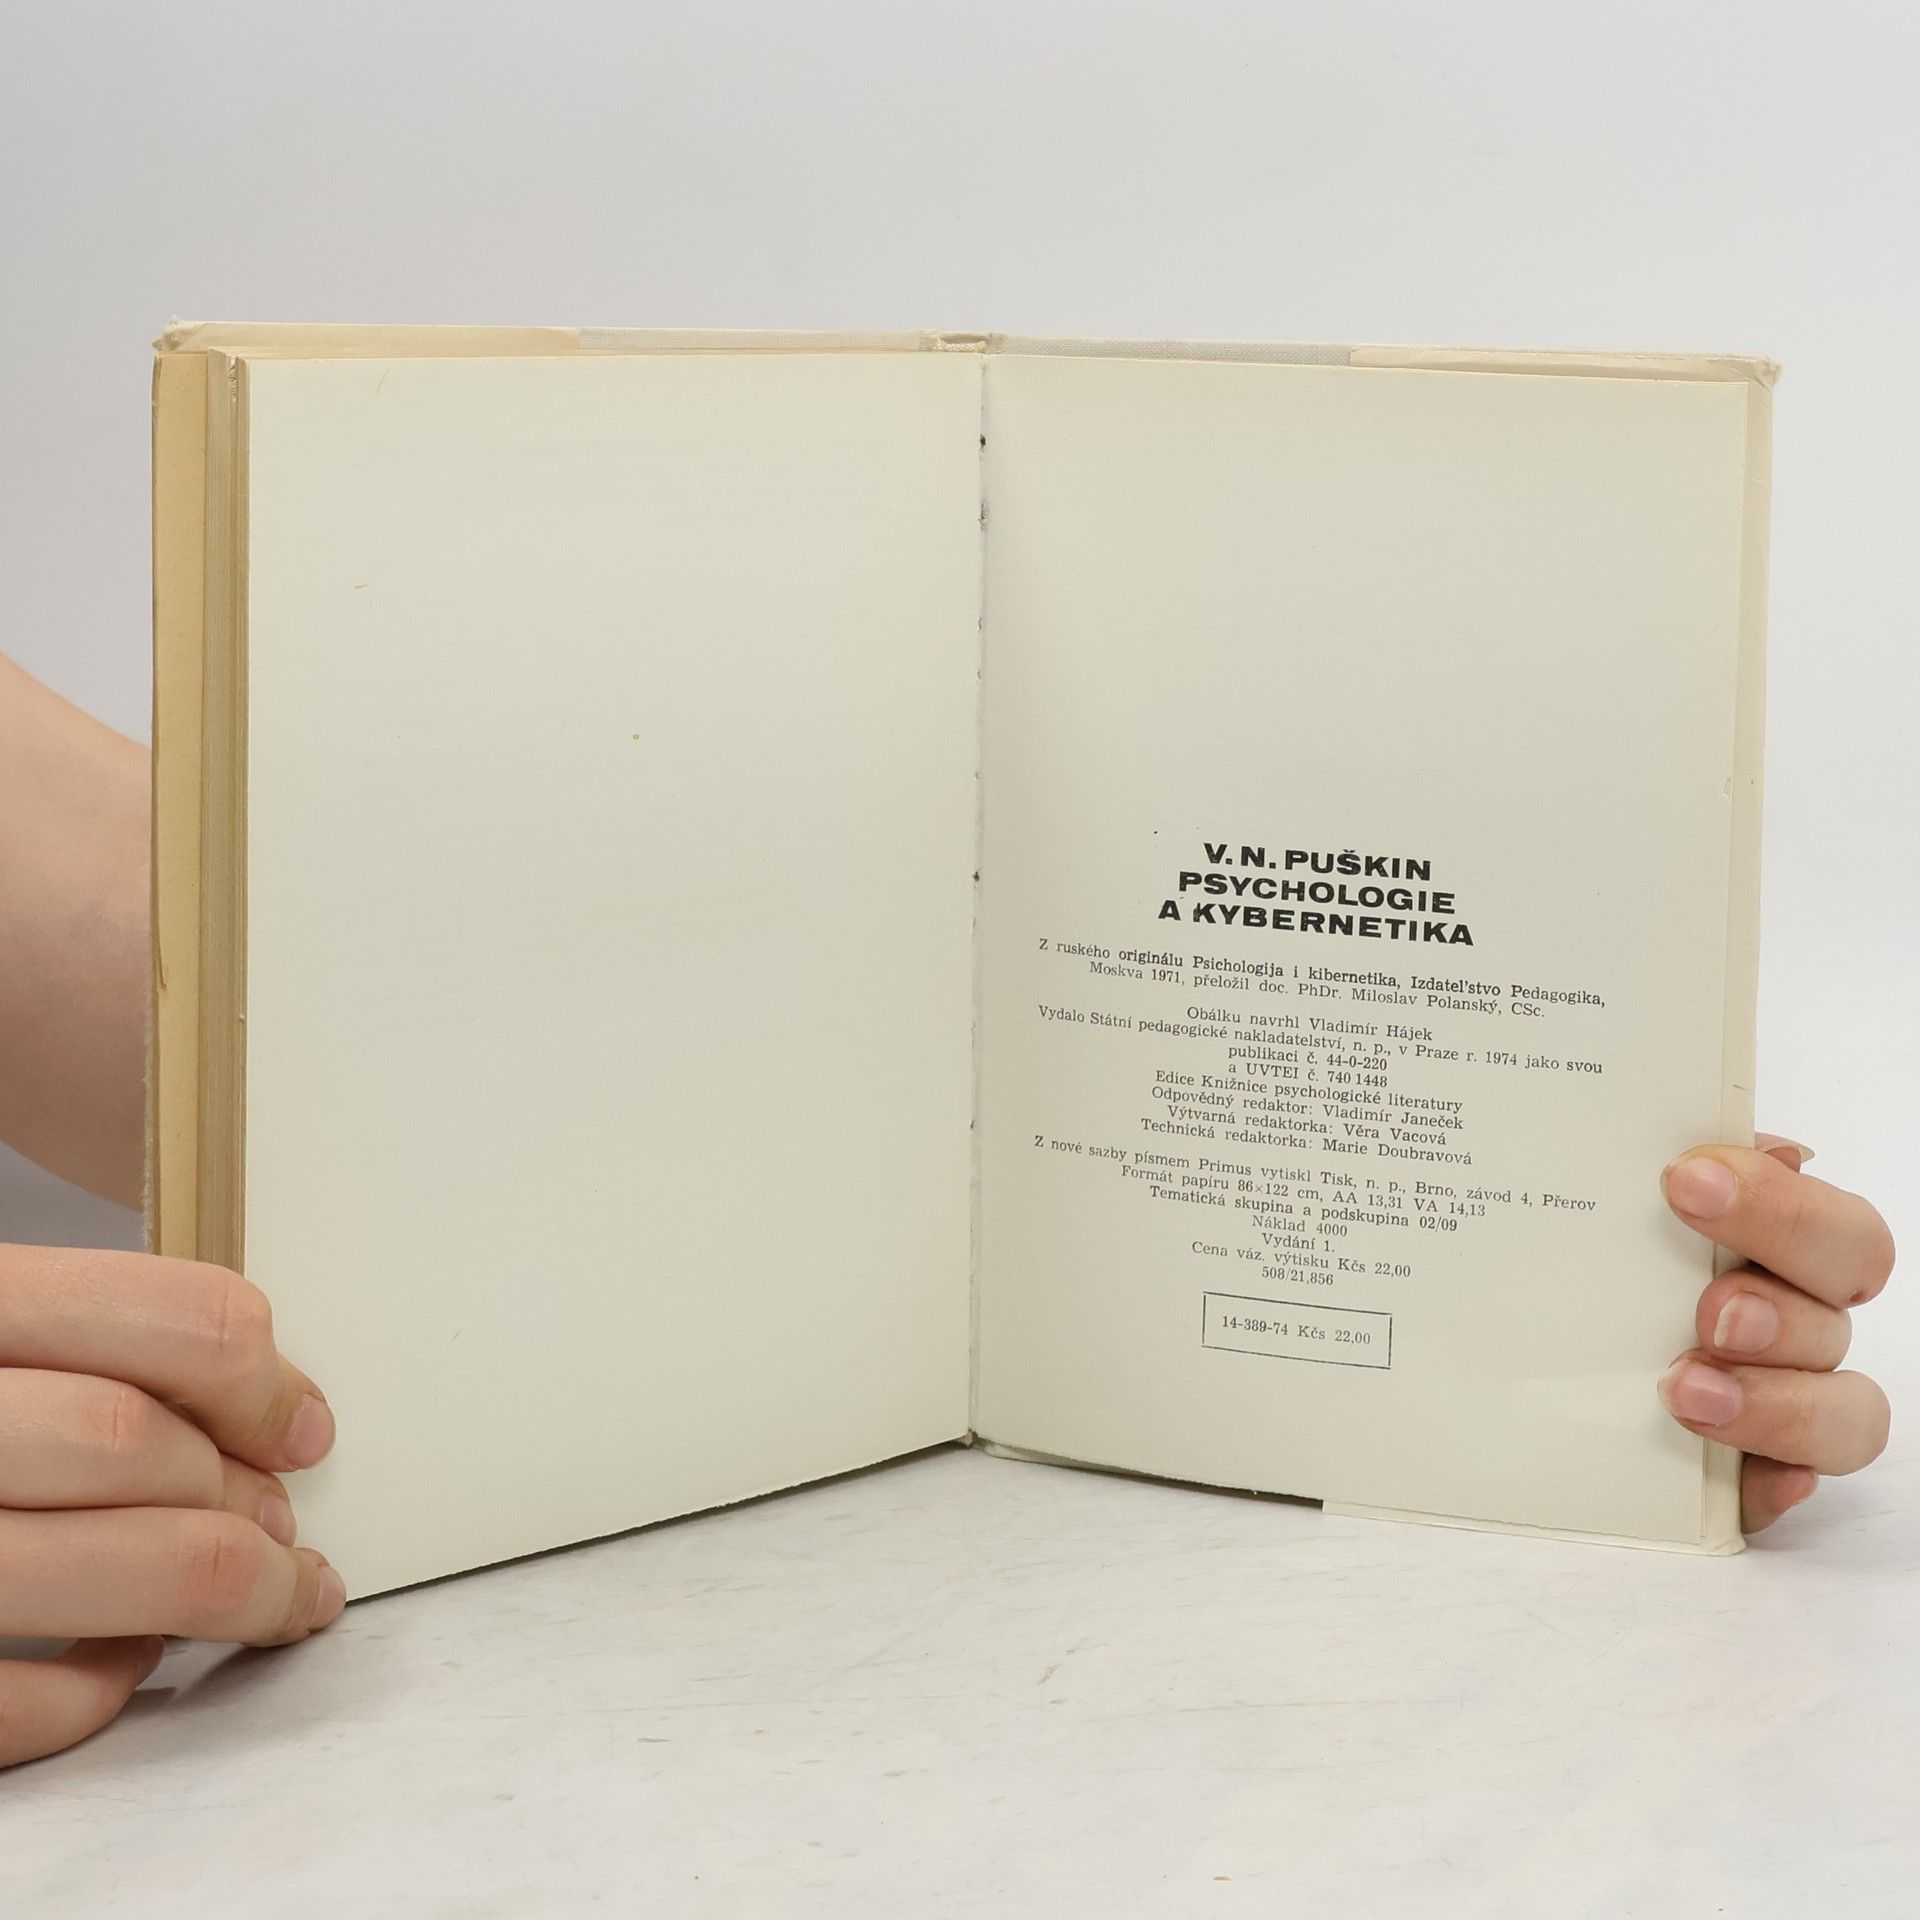 V. N. PUŠKIN
PSYCHOLOGIE
A KYBERNETIKA
Z ruského originálu Psichologija i kibernetika, Izdatel'stvo Pedagogika,
Moskva 1971, přeložil doc. PhDr. Miloslav Polanský, CSc.
Obálku navrhl Vladimír Hájek
Vydalo Státní pedagogické nakladatelství, n. p., v Praze r. 1974 jako svou
publikaci č. 44-0-220
a UVTEI č. 740 1448
Edice Knižnice psychologické literatury
Odpovědný redaktor: Vladimír Janeček
Výtvarná redaktorka: Věra Vacová
Technická redaktorka: Marie Doubravová
Z nové sazby písmem Primus vytiskl Tisk, n. p., Brno, závod 4, Přerov
Formát papíru 86×122 cm, AA 13,31 VA 14,13
Tematická skupina a podskupina 02/09
Náklad 4000
Vydání 1.
Cena váz. výtisku Kčs 22,00
508/21,856
14-389-74 Kčs 22,00